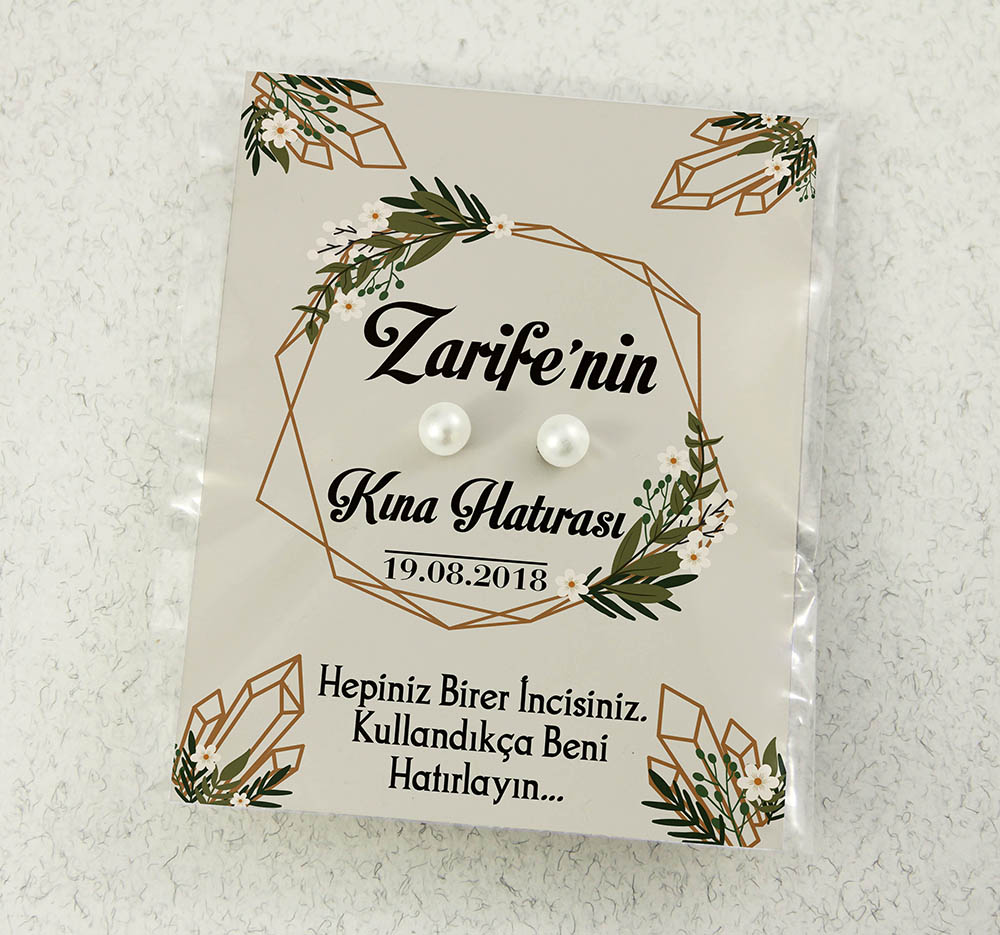 Zarife'nin
Kına Hatırası
19.08.2018
Hepiniz Birer İncisiniz.
Kullandıkça Beni
Hatırlayın...